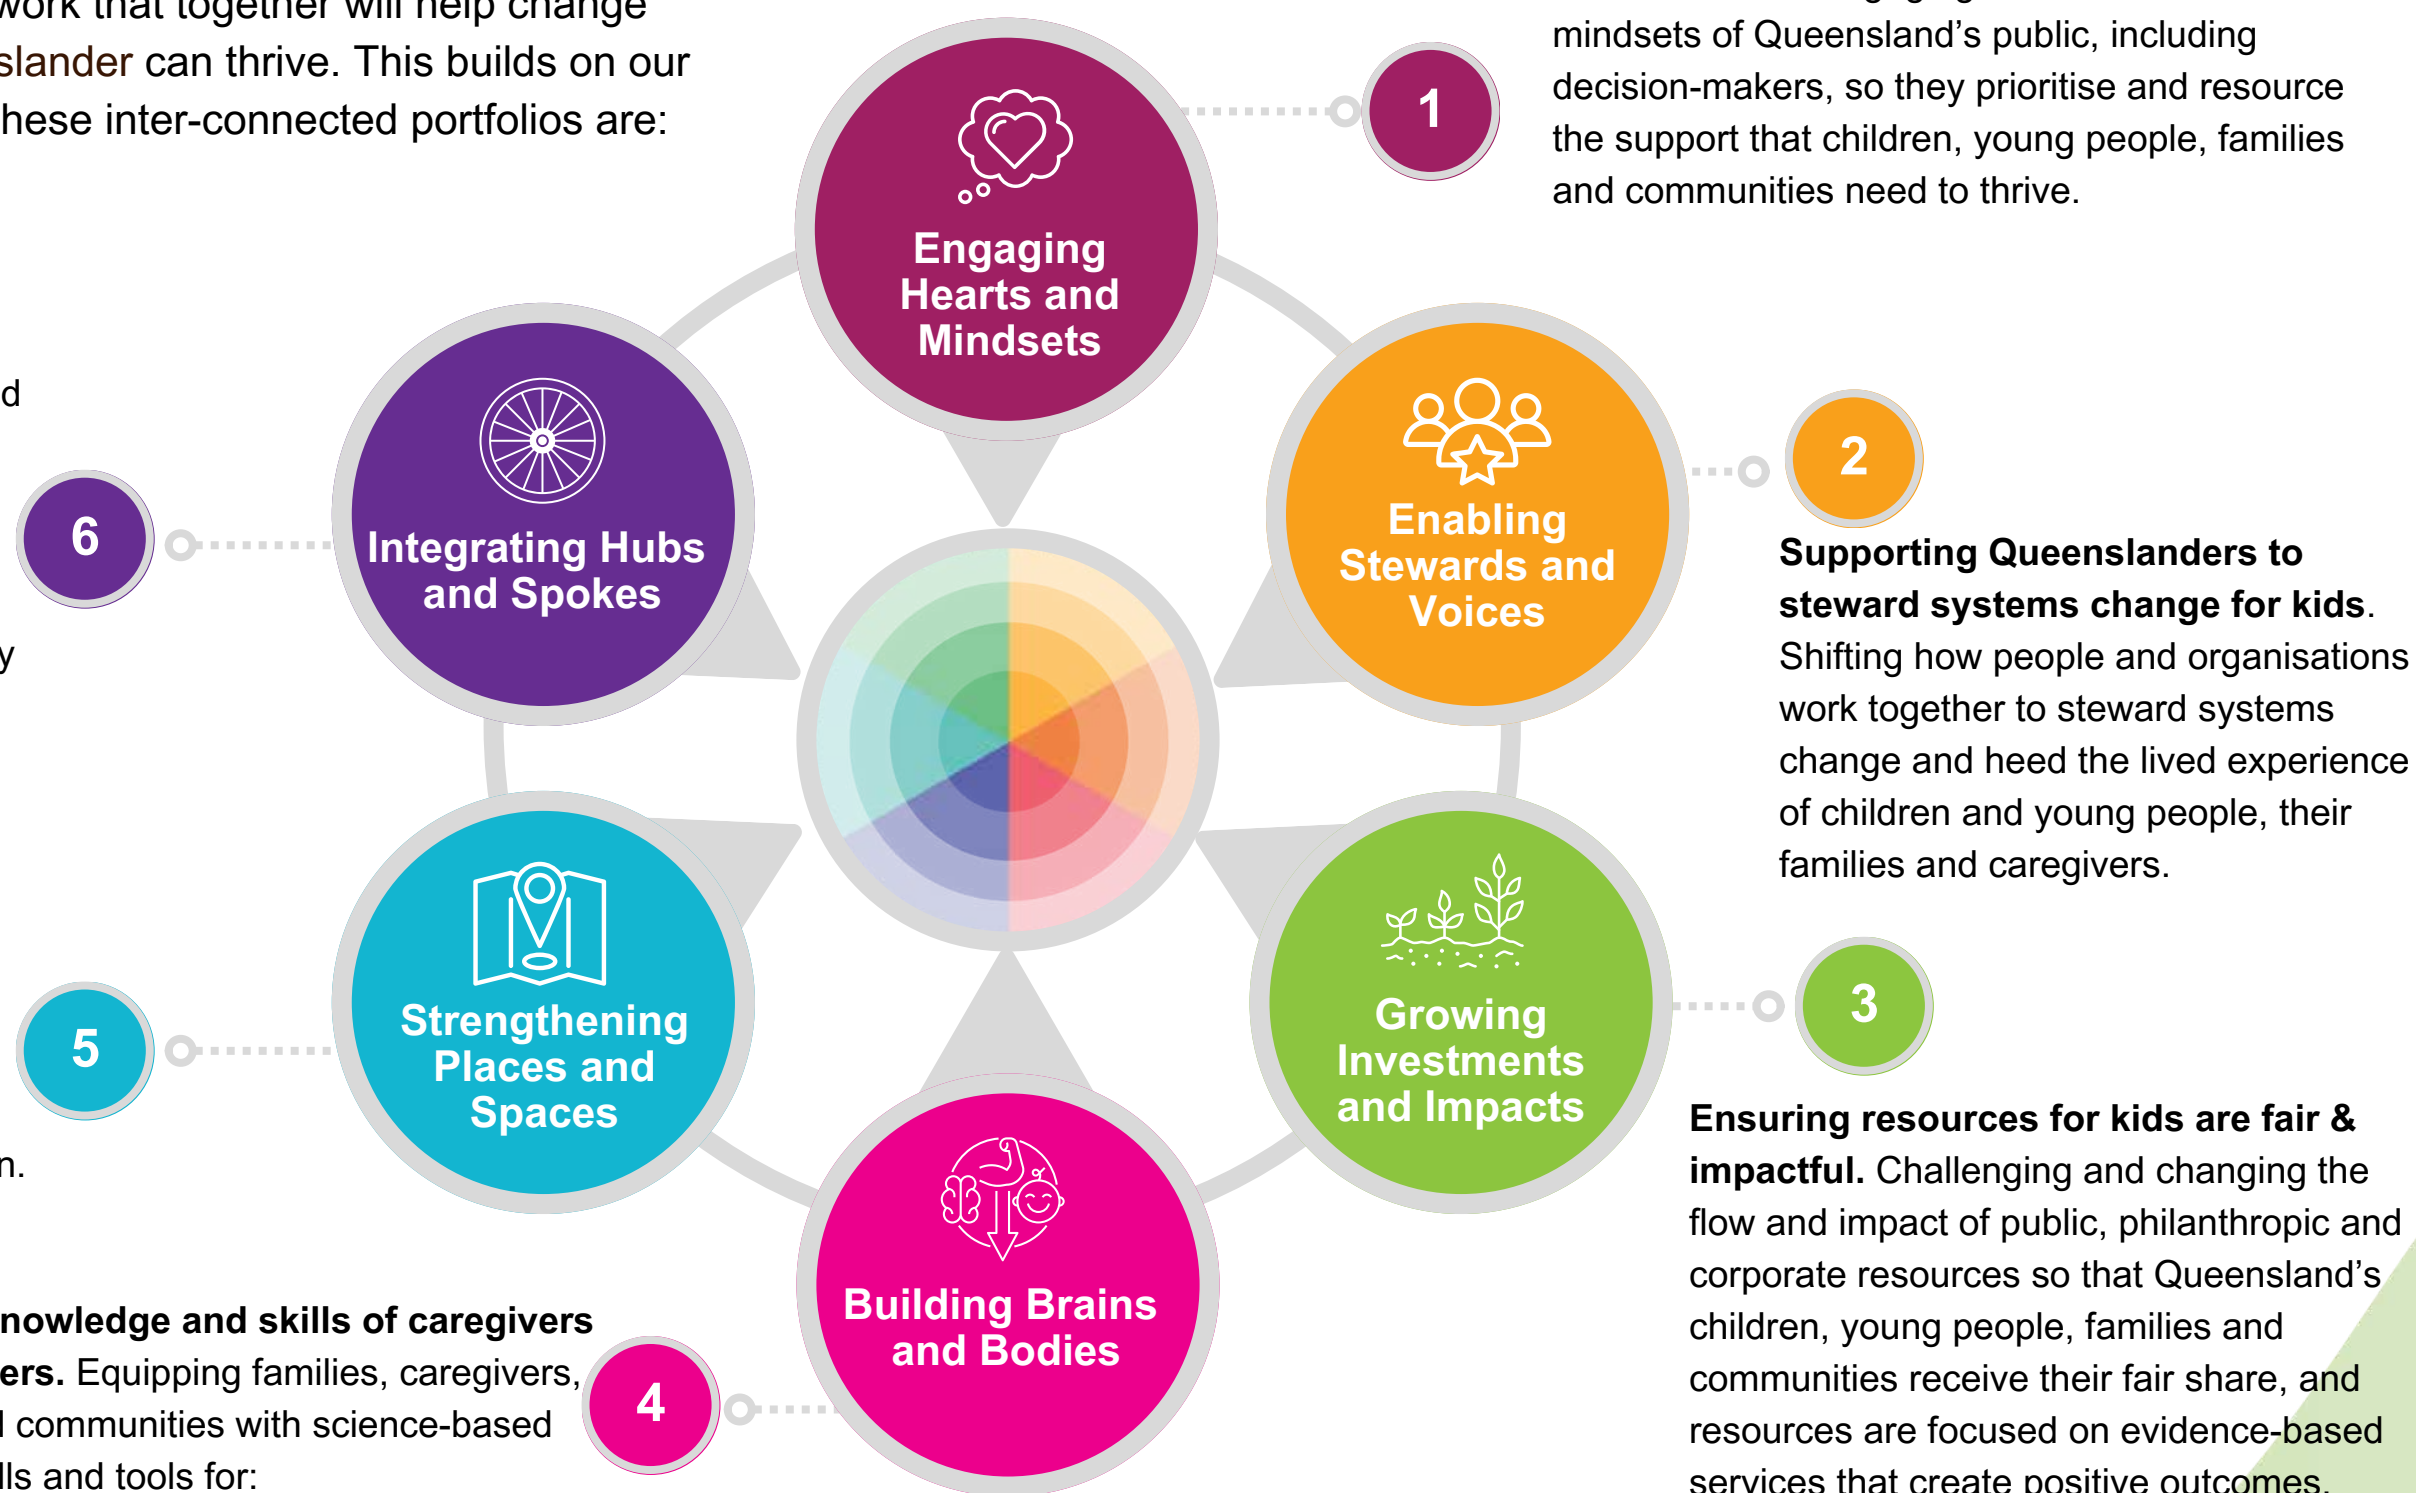 work that together will help change
slander can thrive. This builds on our
hese inter-connected portfolios are:
1
mindsets of Queensland's public, including
decision-makers, so they prioritise and resource
the support that children, young people, families
and communities need to thrive.
Engaging
Hearts and
Mindsets
2
Enabling
Stewards and
Voices
Supporting Queenslanders to
steward systems change for kids.
Shifting how people and organisations
work together to steward systems
change and heed the lived experience
of children and young people, their
families and caregivers.
3
Growing
Investments
and Impacts
Ensuring resources for kids are fair &
impactful. Challenging and changing the
flow and impact of public, philanthropic and
corporate resources so that Queensland's
children, young people, families and
communities receive their fair share, and
resources are focused on evidence-based
services that create positive outcomes.
4
Building Brains
and Bodies
nowledge and skills of caregivers
ers. Equipping families, caregivers,
communities with science-based
lls and tools for:
5
Strengthening
Places and
Spaces
n.
6
Integrating Hubs
and Spokes
d
y